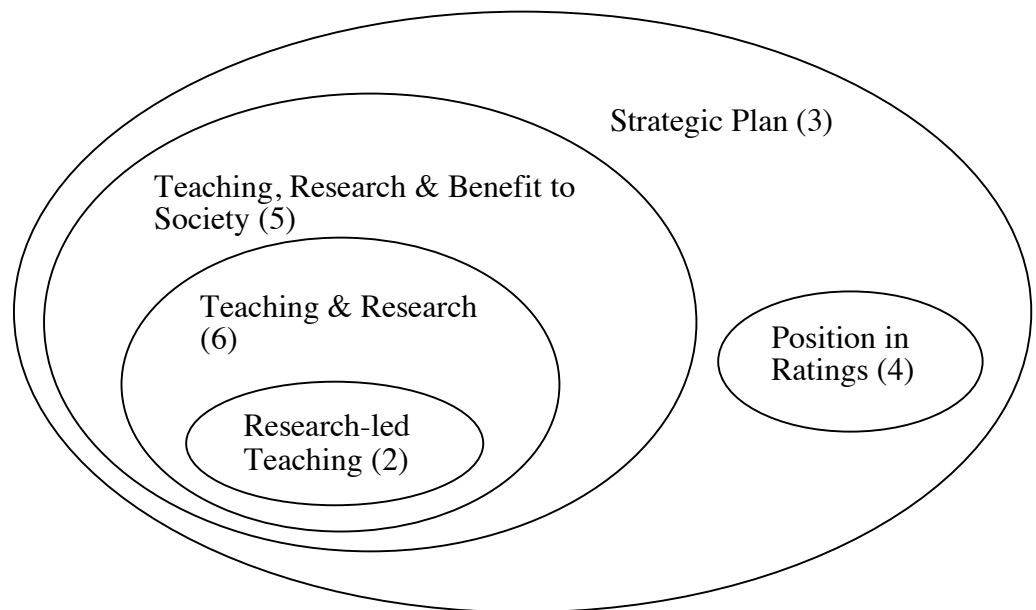 Strategic Plan (3)
Teaching, Research & Benefit to
Society (5)
Teaching & Research
(6)
Position in
Ratings (4)
Research-led
Teaching (2)